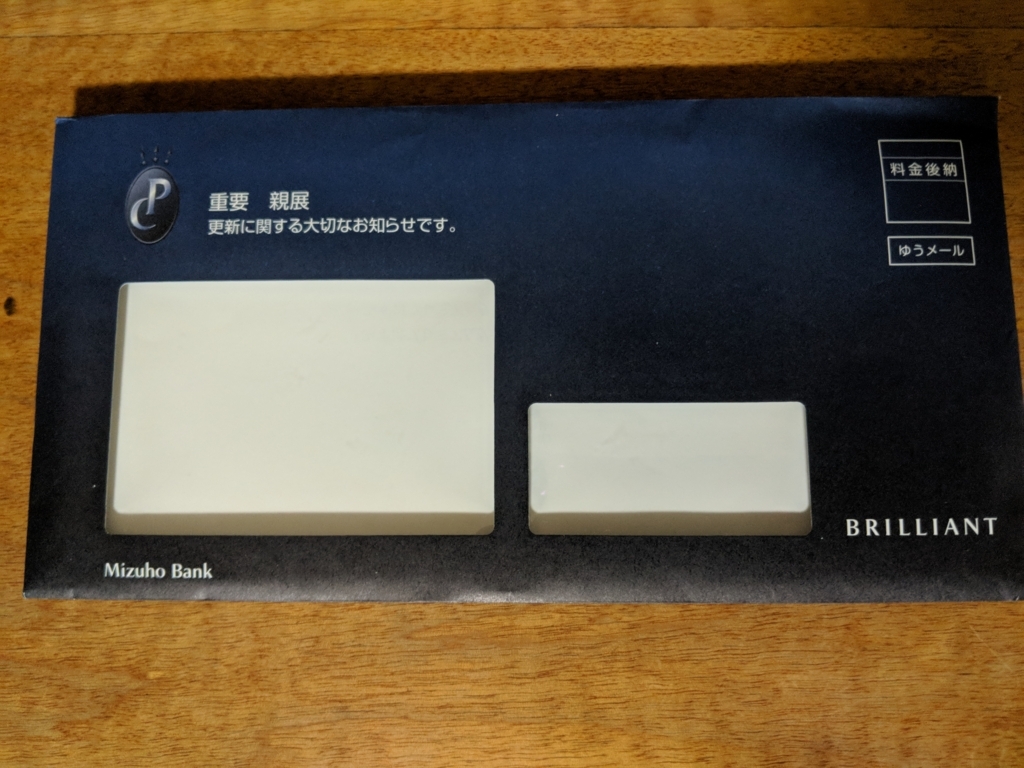 PC
重要 親展
更新に関する大切なお知らせです。
料金後納
ゆうメール
BRILLIANT
Mizuho Bank